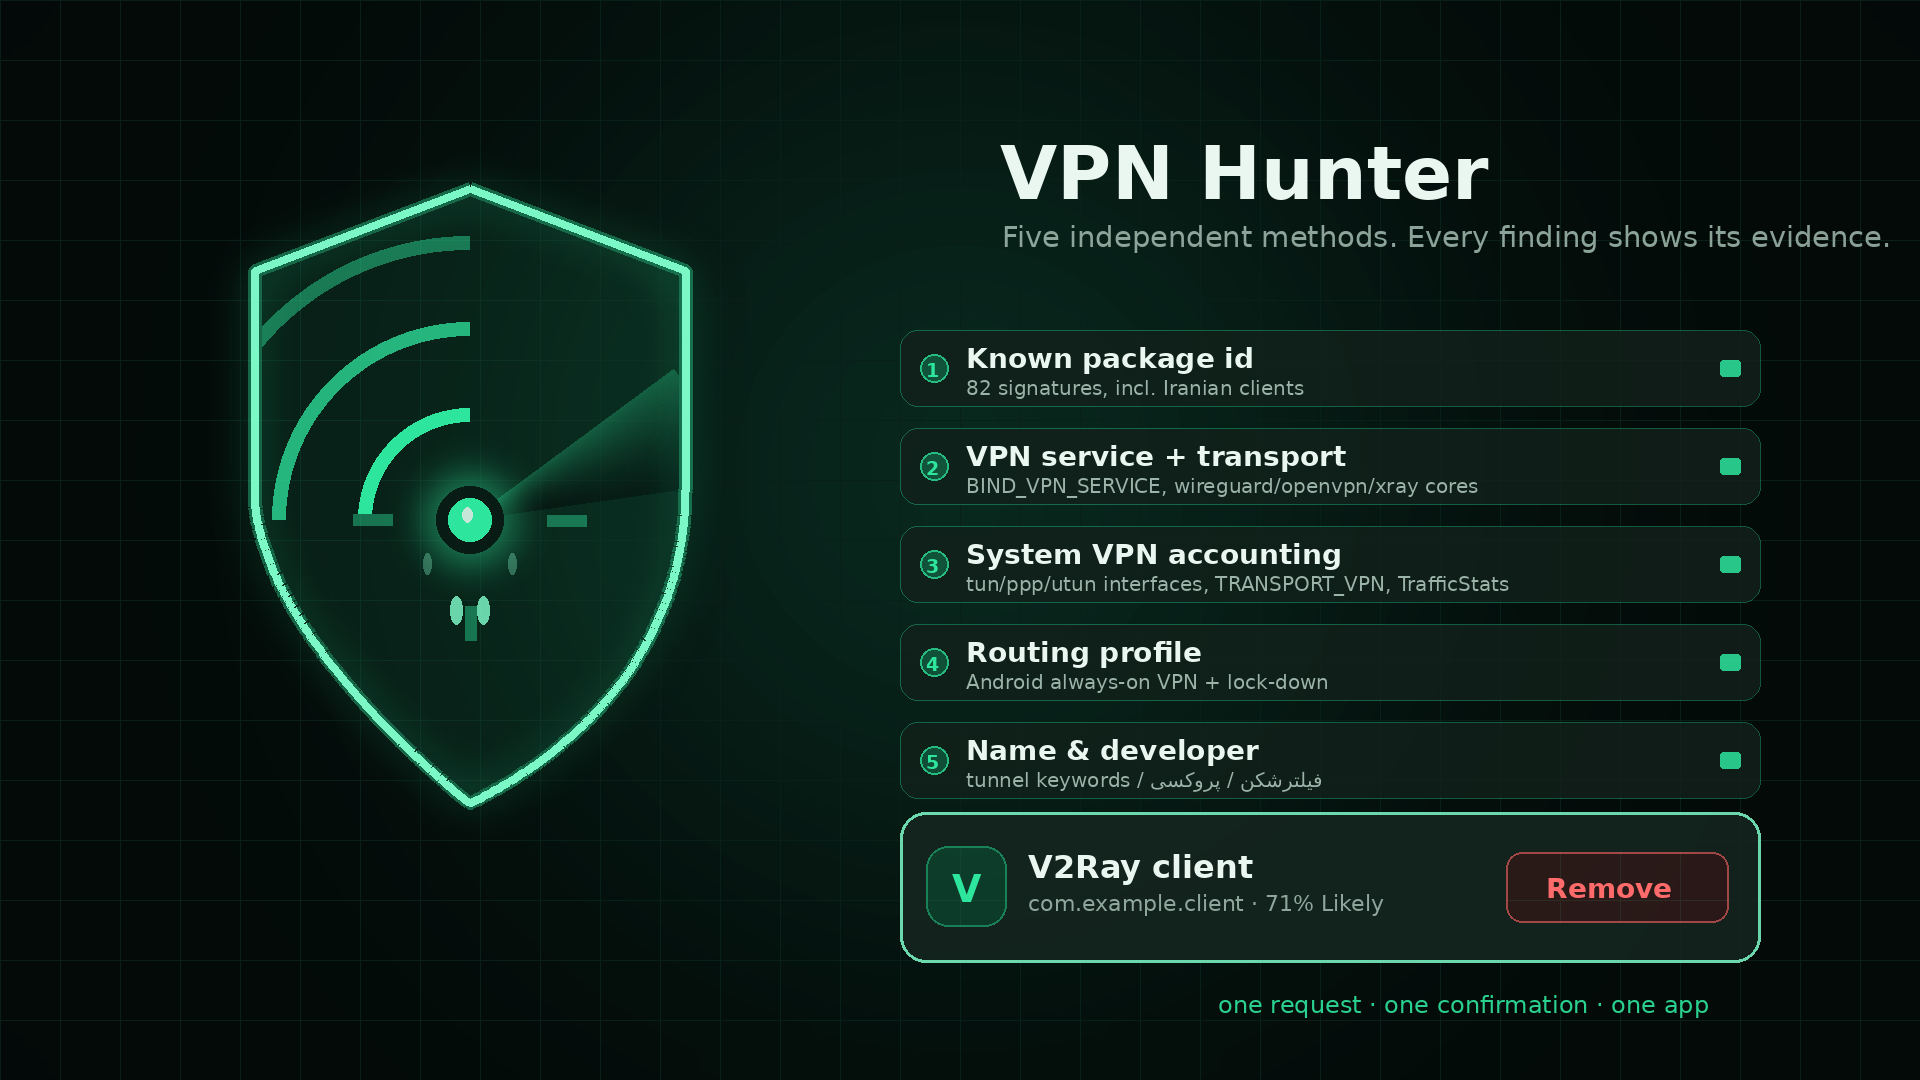 VPN Hunter
Five independent methods. Every finding shows its evidence.
1 Known package id
82 signatures, incl. Iranian clients
2 VPN service + transport
BIND_VPN_SERVICE, wireguard/openvpn/xray cores
3 System VPN accounting
tun/ppp/utun interfaces, TRANSPORT_VPN, TrafficStats
4 Routing profile
Android always-on VPN + lock-down
5 Name & developer
tunnel keywords / فیلترشکن / پروکسی
V V2Ray client
com.example.client · 71% Likely
Remove
one request · one confirmation · one app